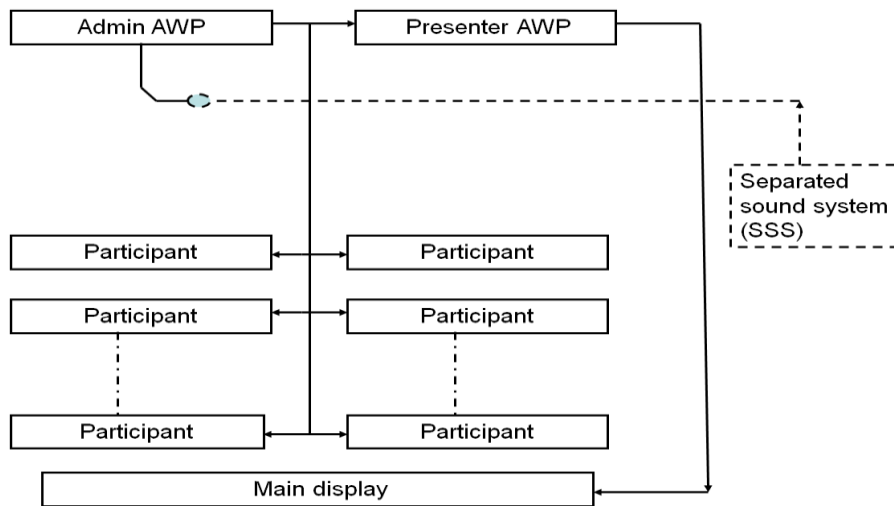 Admin AWP
Presenter AWP
Separated
sound system
(SSS)
Participant
Participant
Participant
Participant
Participant
Participant
Main display